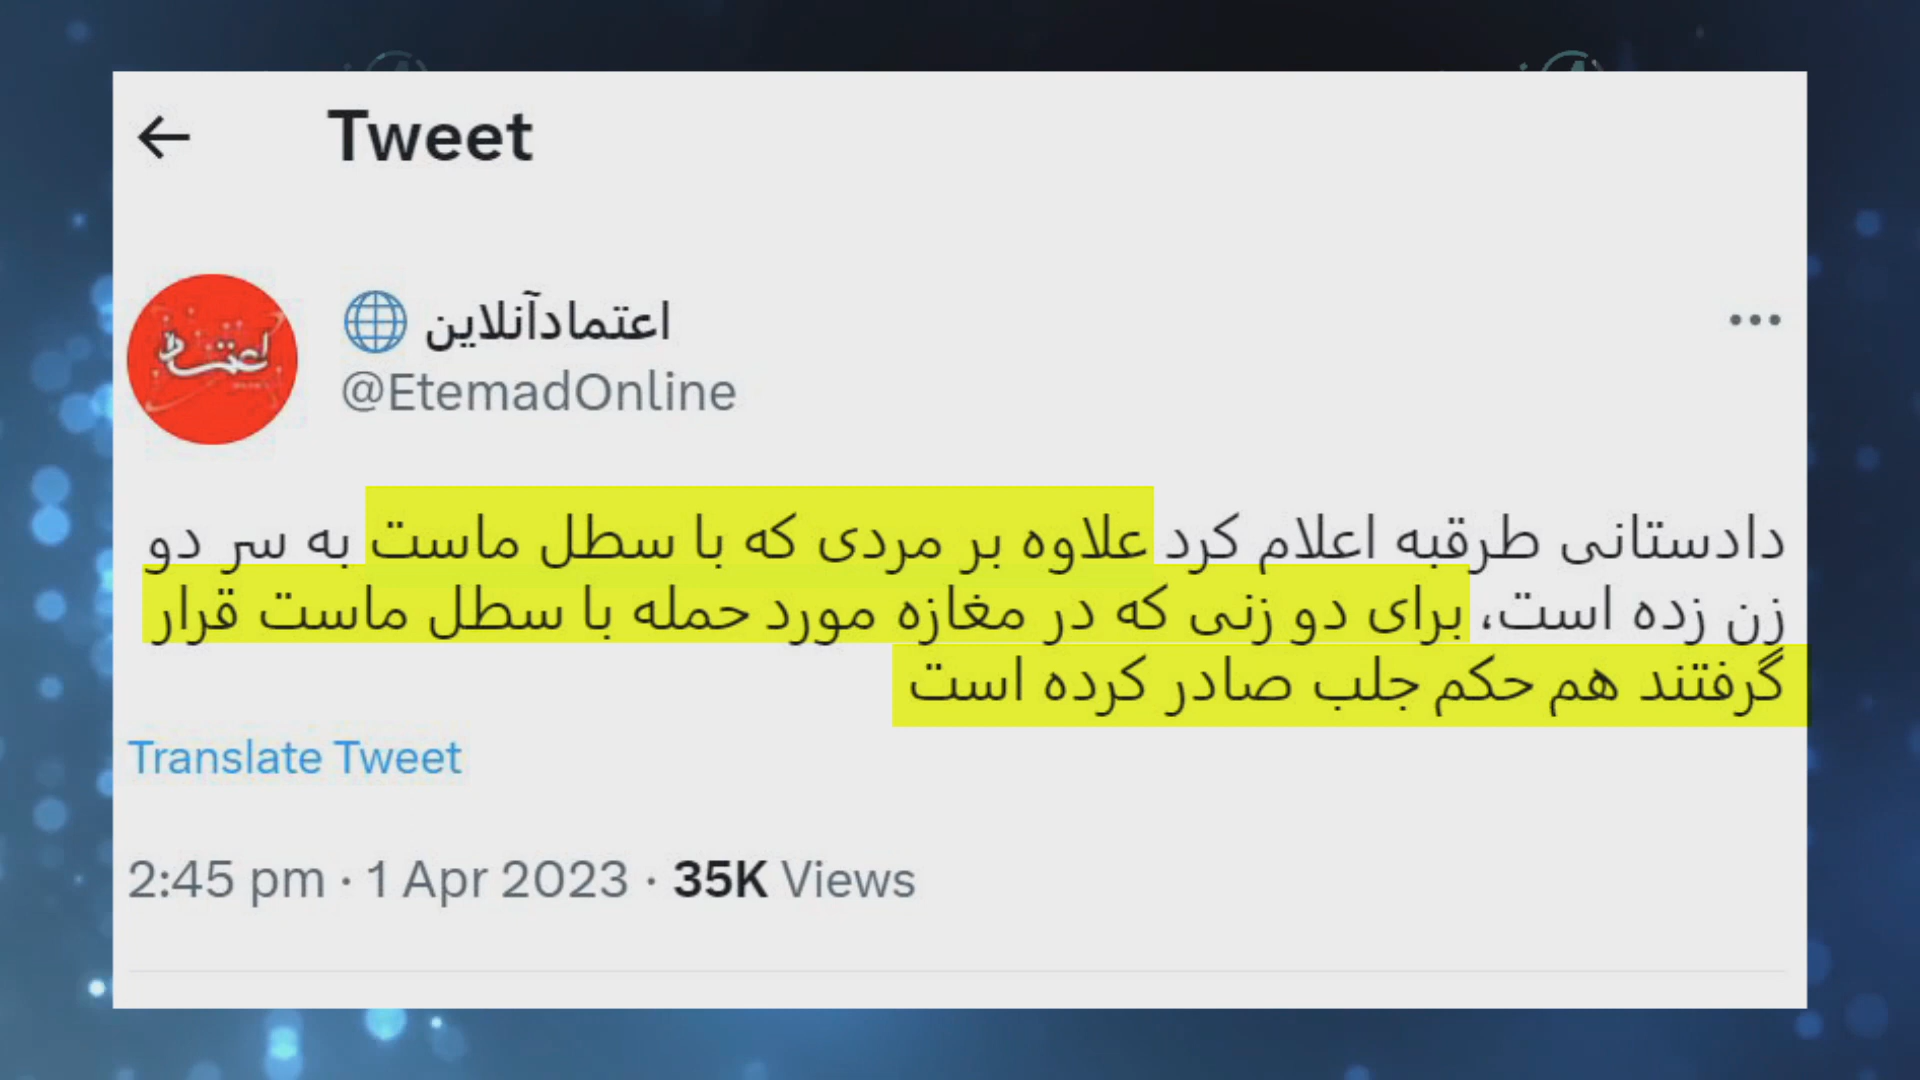 Tweet
اعتمادآنلاین
@EtemadOnline
اعتماد
دادستانی طرقبه اعلام کرد علاوه بر مردی که با سطل ماست به سر دو
زن زده است، برای دو زنی که در مغازه مورد حمله با سطل ماست قرار
گرفتند هم حکم جلب صادر کرده است
Translate Tweet
2:45 pm · 1 Apr 2023 · 35K Views